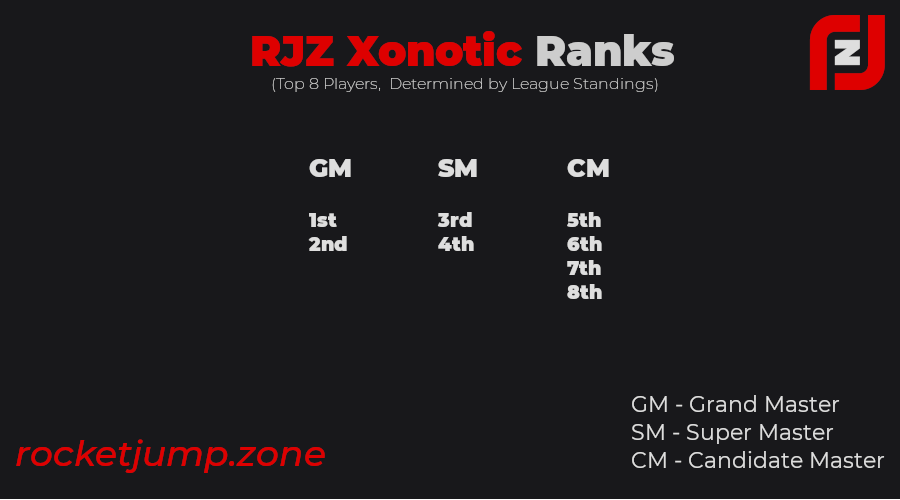 RJZ Xonotic Ranks
(Top 8 Players, Determined by League Standings)
GM SM CM
1st 3rd 5th
2nd 4th 6th
7th
8th
GM - Grand Master
SM - Super Master
CM - Candidate Master
rocketjump.zone
z